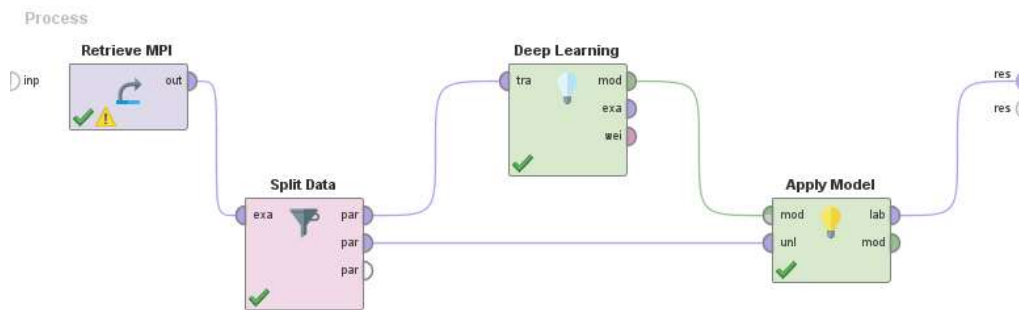 Process
Retrieve MPI
inp
out
Deep Learning
tra
mod
exa
wei
res
res
Split Data
exa
par
par
par
Apply Model
mod
lab
unl
mod